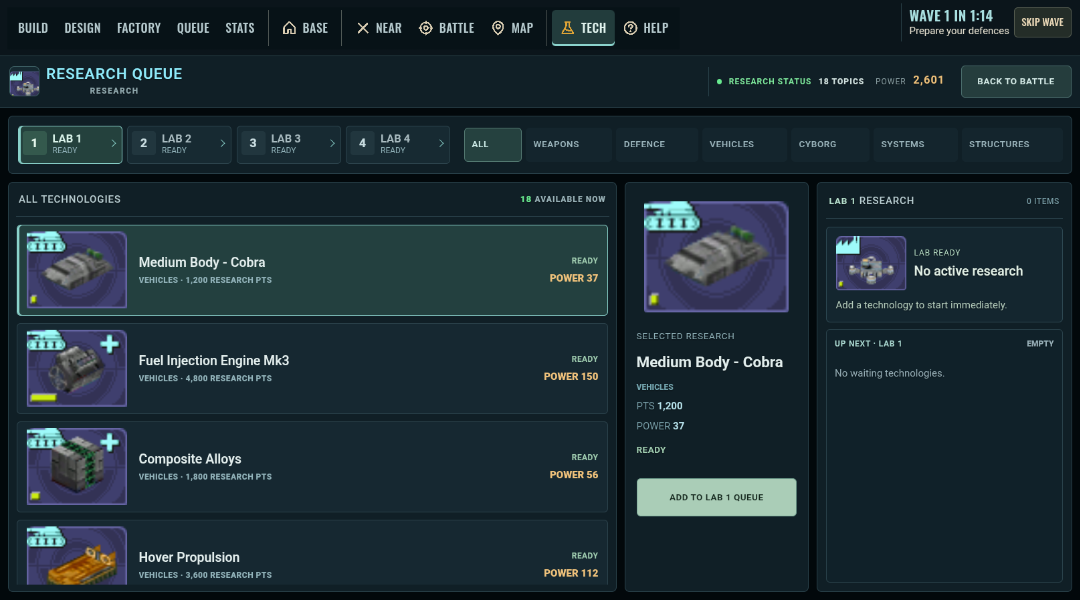 BUILD DESIGN FACTORY QUEUE STATS BASE NEAR BATTLE MAP TECH HELP
WAVE 1 IN 1:14
Prepare your defences
SKIP WAVE
RESEARCH QUEUE
RESEARCH
RESEARCH STATUS 18 TOPICS POWER 2,601
BACK TO BATTLE
1 LAB 1 READY
2 LAB 2 READY
3 LAB 3 READY
4 LAB 4 READY
ALL WEAPONS DEFENCE VEHICLES CYBORG SYSTEMS STRUCTURES
ALL TECHNOLOGIES 18 AVAILABLE NOW
Medium Body - Cobra
VEHICLES · 1,200 RESEARCH PTS
READY
POWER 37
Fuel Injection Engine Mk3
VEHICLES · 4,800 RESEARCH PTS
READY
POWER 150
Composite Alloys
VEHICLES · 1,800 RESEARCH PTS
READY
POWER 56
Hover Propulsion
VEHICLES · 3,600 RESEARCH PTS
READY
POWER 112
SELECTED RESEARCH
Medium Body - Cobra
VEHICLES
PTS 1,200
POWER 37
READY
ADD TO LAB 1 QUEUE
LAB 1 RESEARCH 0 ITEMS
LAB READY
No active research
Add a technology to start immediately.
UP NEXT · LAB 1 EMPTY
No waiting technologies.